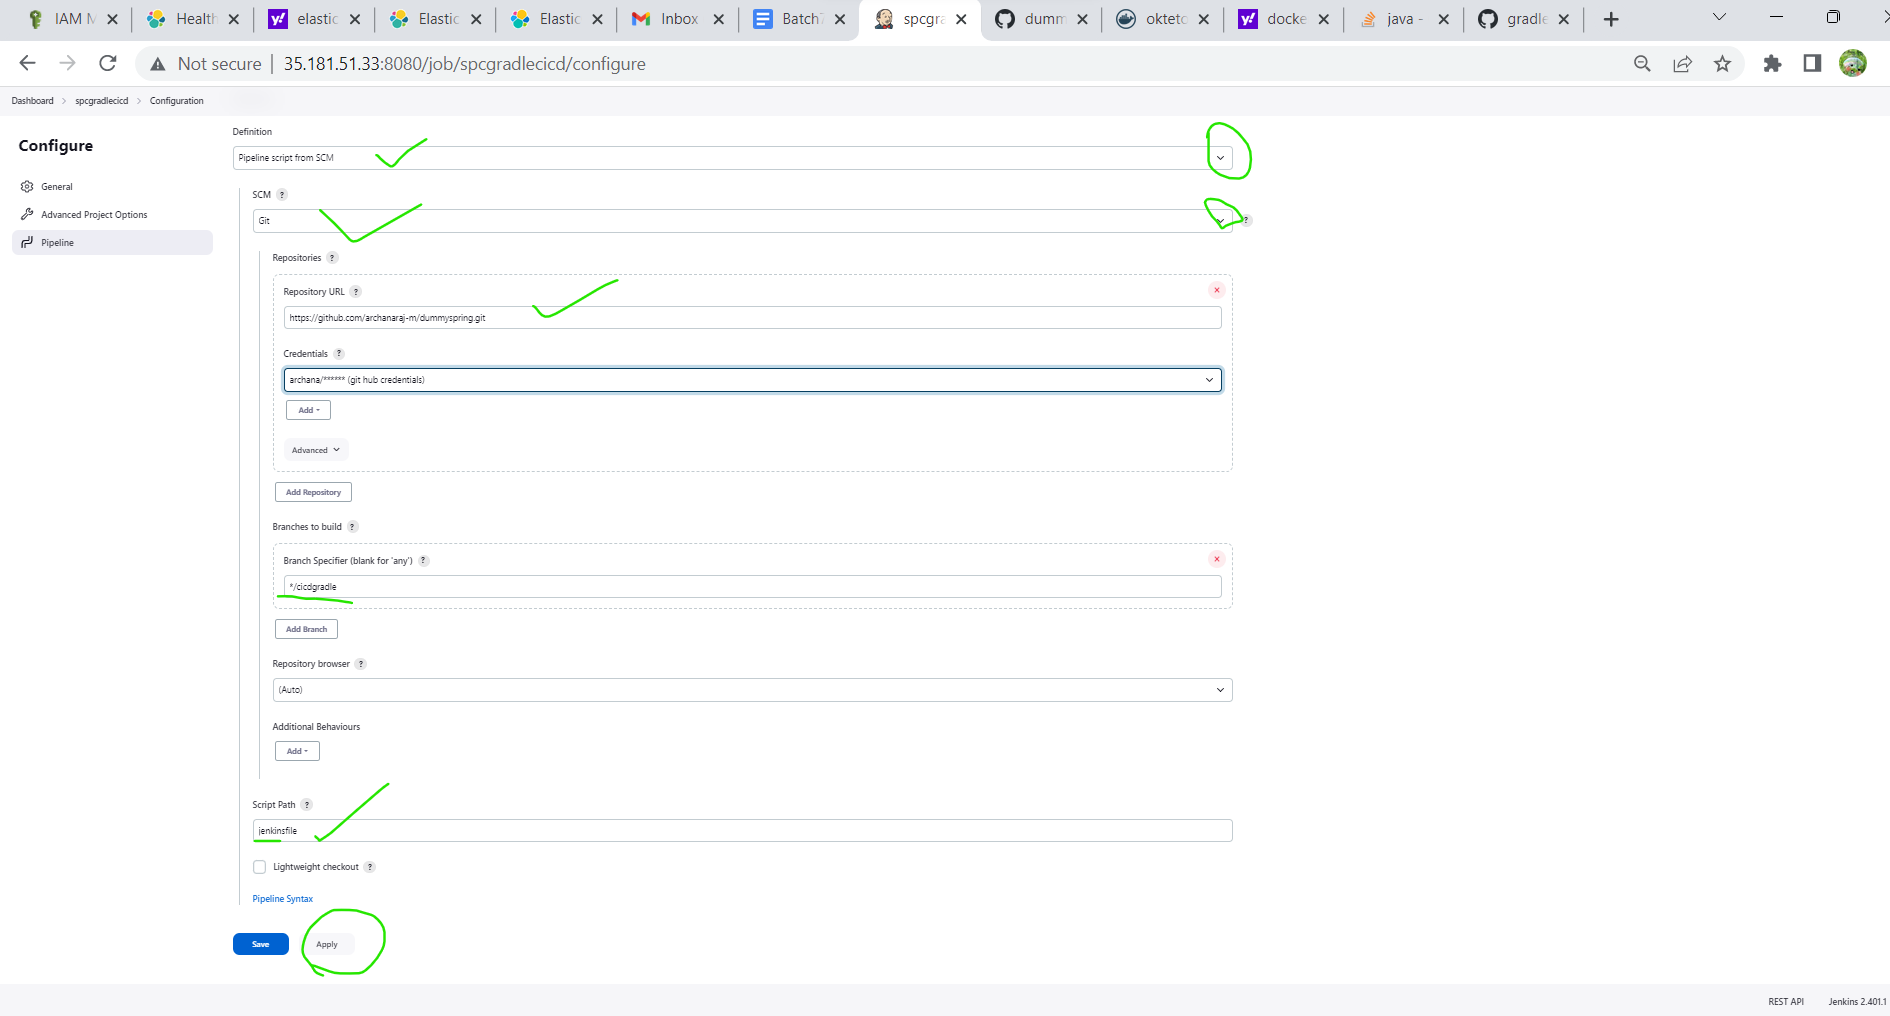 IAM M
Health
elastic
Elastic
Elastic
Inbox
Batch7
spcgra
dumm
oktetc
docke
java -
gradle
Not secure
35.181.51.33:8080/job/spcgradlecicd/configure
Dashboard > spcgradlecicd > Configuration
Configure
General
Advanced Project Options
Pipeline
Definition
Pipeline script from SCM
SCM ?
Git
?
Repositories ?
Repository URL ?
https://github.com/archanaraj-m/dummyspring.git
Credentials ?
archana/****** (git hub credentials)
Add
Advanced
Add Repository
Branches to build ?
Branch Specifier (blank for 'any') ?
*/cicdgradle
Add Branch
Repository browser ?
(Auto)
Additional Behaviours
Add
Script Path ?
jenkinsfile
Lightweight checkout ?
Pipeline Syntax
Save
Apply
REST API
Jenkins 2.401.1